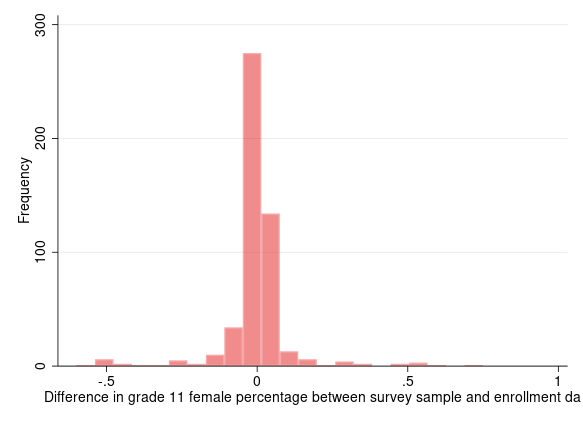 300
200
100
0
Frequency
-.5 0 .5 1
Difference in grade 11 female percentage between survey sample and enrollment da